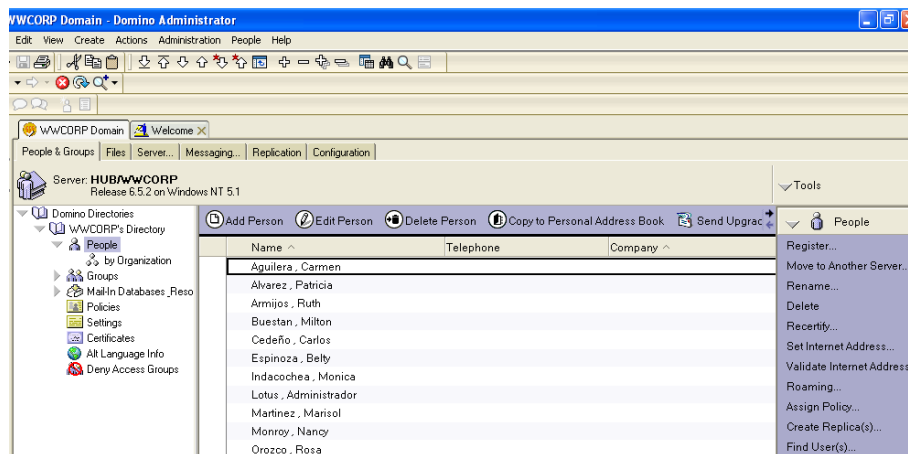 WWCORP Domain - Domino Administrator
Edit View Create Actions Administration People Help
WWCORP Domain Welcome
People & Groups Files Server... Messaging... Replication Configuration
Server: HUB/WWCORP
Release 6.5.2 on Windows NT 5.1
Tools
Domino Directories
WWCORP's Directory
People
by Organization
Groups
Mail-In Databases_Reso
Policies
Settings
Certificates
Alt Language Info
Deny Access Groups
Add Person Edit Person Delete Person Copy to Personal Address Book Send Upgrac
Name Telephone Company
Aguilera , Carmen
Alvarez , Patricia
Armijos , Ruth
Buestan , Milton
Cedeño , Carlos
Espinoza , Belty
Indacochea , Monica
Lotus , Administrador
Martinez , Marisol
Monroy , Nancy
Orozco , Rosa
People
Register...
Move to Another Server...
Rename...
Delete
Recertify...
Set Internet Address...
Validate Internet Address
Roaming...
Assign Policy...
Create Replica(s)...
Find User(s)...